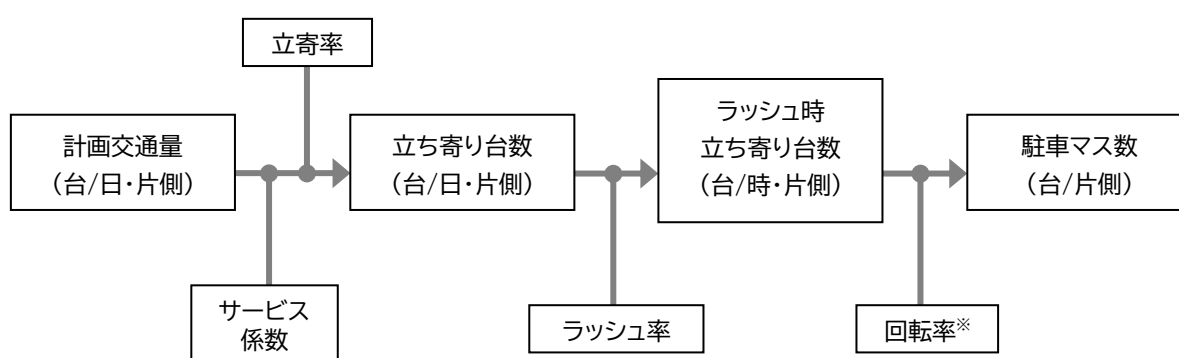 立寄率
計画交通量
（台/日・片側）
立ち寄り台数
（台/日・片側）
ラッシュ時
立ち寄り台数
（台/時・片側）
駐車マス数
（台/片側）
サービス
係数
ラッシュ率
回転率※